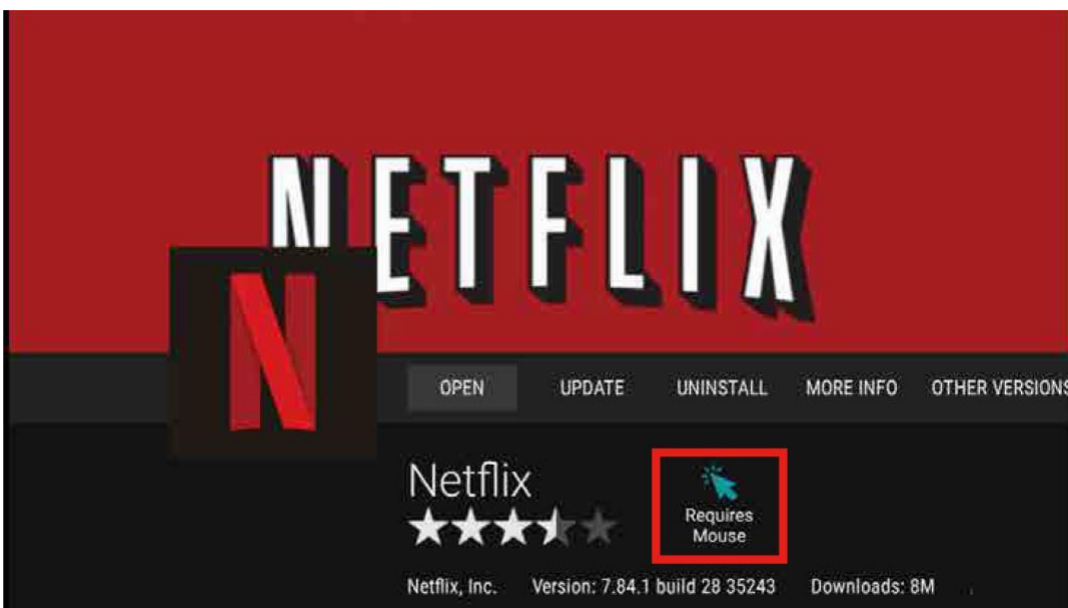 NETFLIX
N
OPEN UPDATE UNINSTALL MORE INFO OTHER VERSIONS
Netflix
Requires
Mouse
Netflix, Inc. Version: 7.84.1 build 28 35243 Downloads: 8M